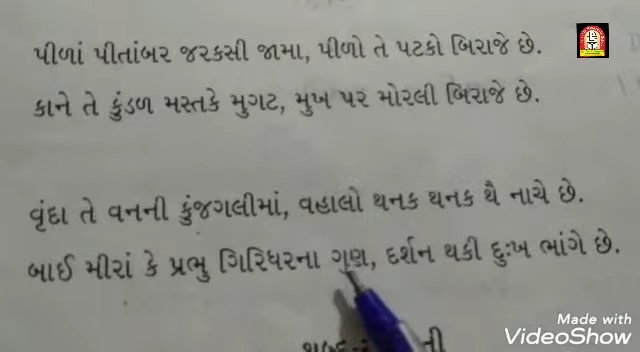 પીળાં પીતાંબર જરકસી જામા, પીળો તે પટકો બિરાજે છે.
કાને તે કુંડળ મસ્તકે મુગટ, મુખ પર મોરલી બિરાજે છે.
વૃંદા તે વનની કુંજગલીમાં, વહાલો થનક થનક થૈ નાચે છે.
બાઈ મીરાં કે પ્રભુ ગિરિધરના ગુણ, દર્શન થકી દુઃખ ભાંગે છે.
Made with
VideoShow